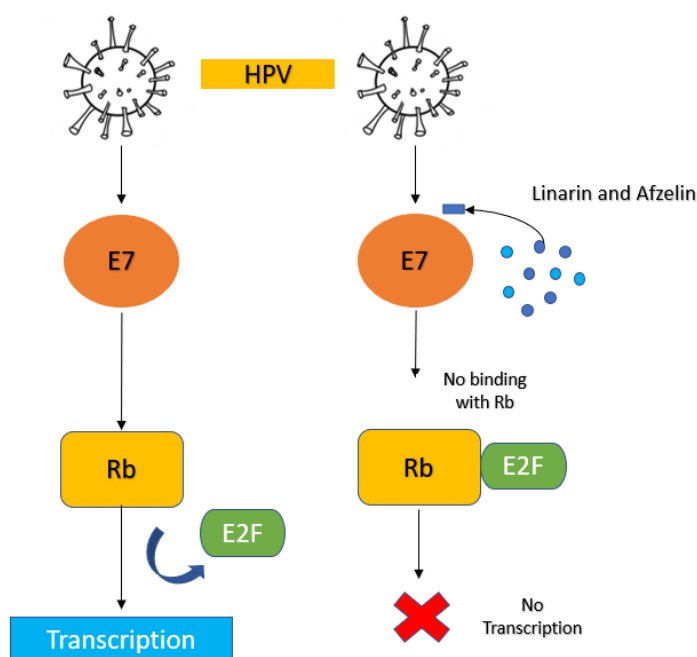 HPV
Linarin and Afzelin
E7
E7
No binding
with Rb
Rb
Rb
E2F
E2F
No
Transcription
Transcription